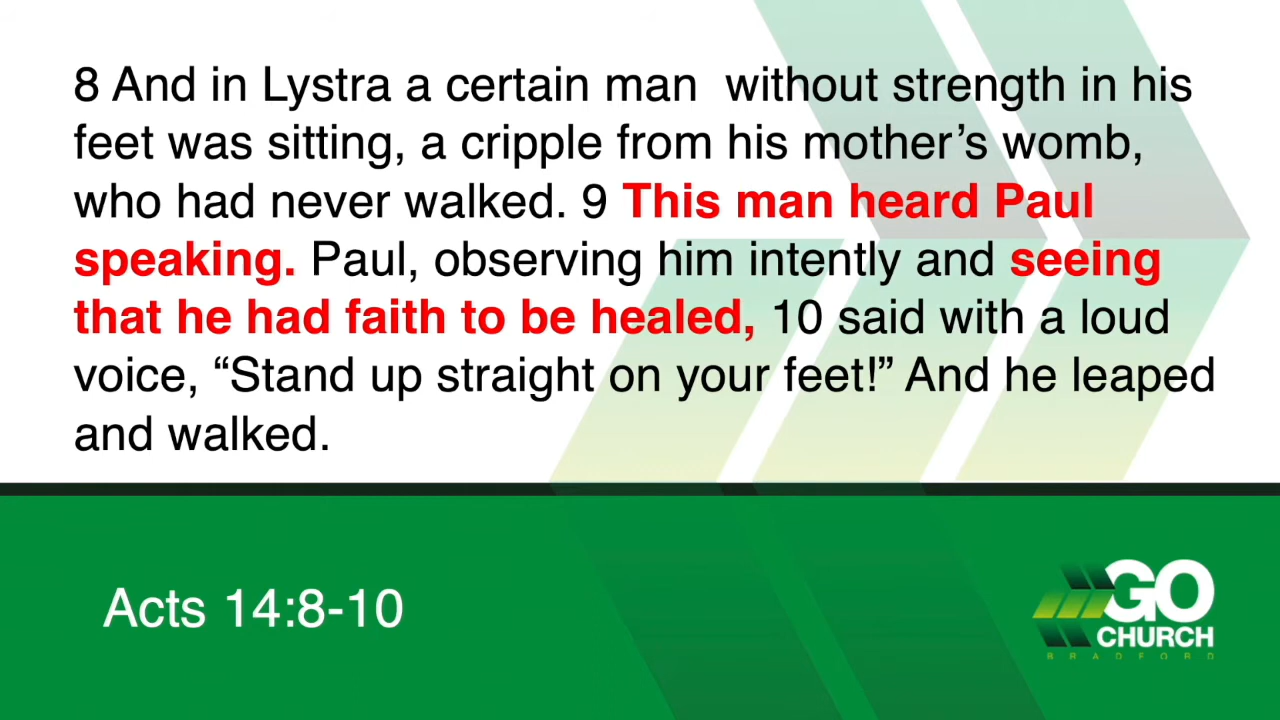 8 And in Lystra a certain man  without strength in his
feet was sitting, a cripple from his mother’s womb,
who had never walked. 9 This man heard Paul
speaking. Paul, observing him intently and seeing
that he had faith to be healed, 10 said with a loud
voice, “Stand up straight on your feet!” And he leaped
and walked.
Acts 14:8-10
GO
CHURCH
BRADFORD